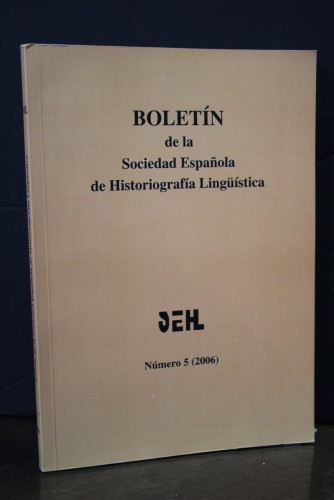 BOLETÍN
de la
Sociedad Española
de Historiografía Lingüística
SEHL
Número 5 (2006)